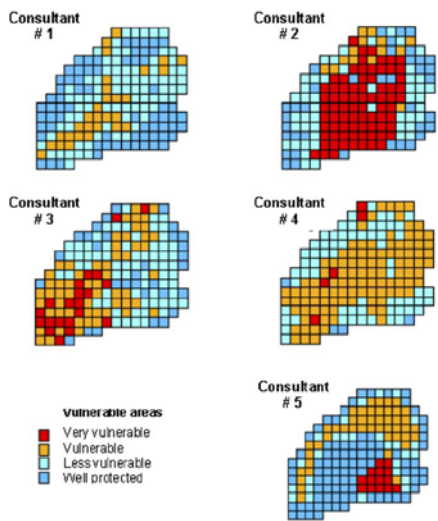 Consultant
# 1
Consultant
# 2
Consultant
# 3
Consultant
# 4
Consultant
# 5
Vulnerable areas
Very vulnerable
Vulnerable
Less vulnerable
Well protected